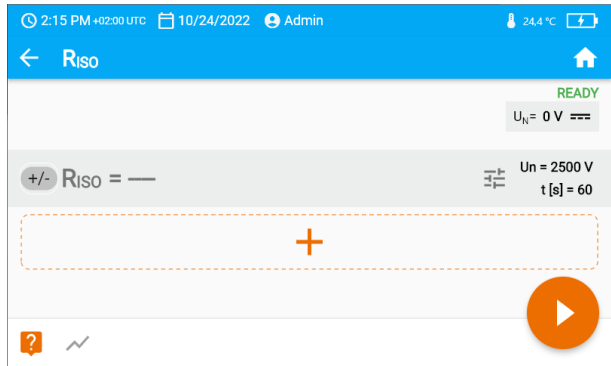 2:15 PM +02:00 UTC 10/24/2022 Admin 24,4 °C
RISO
READY
UN= 0 V
+/- RISO = ––
Un = 2500 V
t [s] = 60
+
?